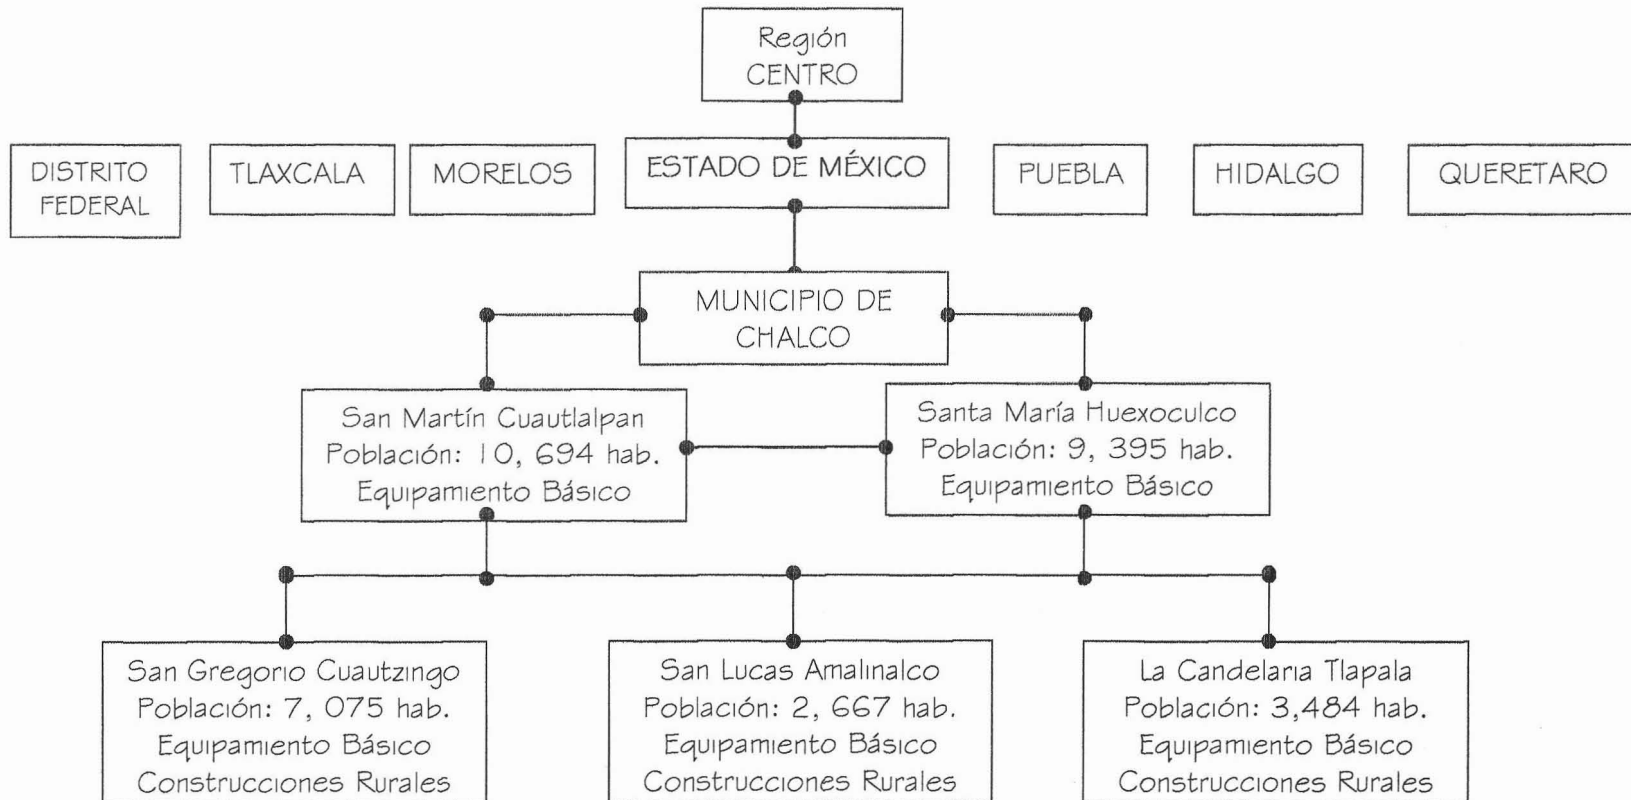 Región
CENTRO
DISTRITO
FEDERAL
TLAXCALA
MORELOS
ESTADO DE MÉXICO
PUEBLA
HIDALGO
QUERETARO
MUNICIPIO DE
CHALCO
San Martín Cuautlalpan
Población: 10, 694 hab.
Equipamiento Básico
Santa María Huexoculco
Población: 9, 395 hab.
Equipamiento Básico
San Gregorio Cuautzingo
Población: 7, 075 hab.
Equipamiento Básico
Construcciones Rurales
San Lucas Amalinalco
Población: 2, 667 hab.
Equipamiento Básico
Construcciones Rurales
La Candelaria Tlapala
Población: 3,484 hab.
Equipamiento Básico
Construcciones Rurales